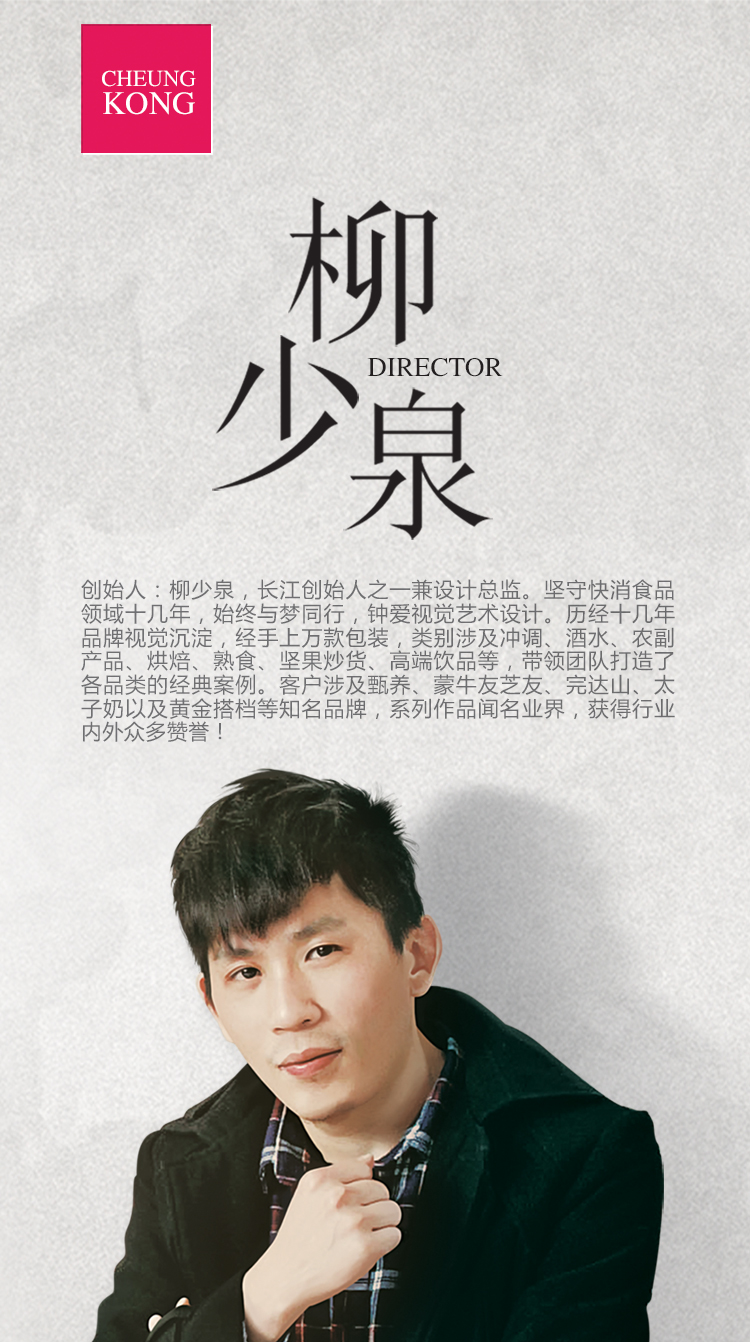 CHEUNG
KONG
柳
少
DIRECTOR
泉
创始人：柳少泉，长江创始人之一兼设计总监。坚守快消食品
领域十几年，始终与梦同行，钟爱视觉艺术设计。历经十几年
品牌视觉沉淀，经手上万款包装，类别涉及冲调、酒水、农副
产品、烘焙、熟食、坚果炒货、高端饮品等，带领团队打造了
各品类的经典案例。客户涉及甄养、蒙牛友芝友、完达山、太
子奶以及黄金搭档等知名品牌，系列作品闻名业界，获得行业
内外众多赞誉！